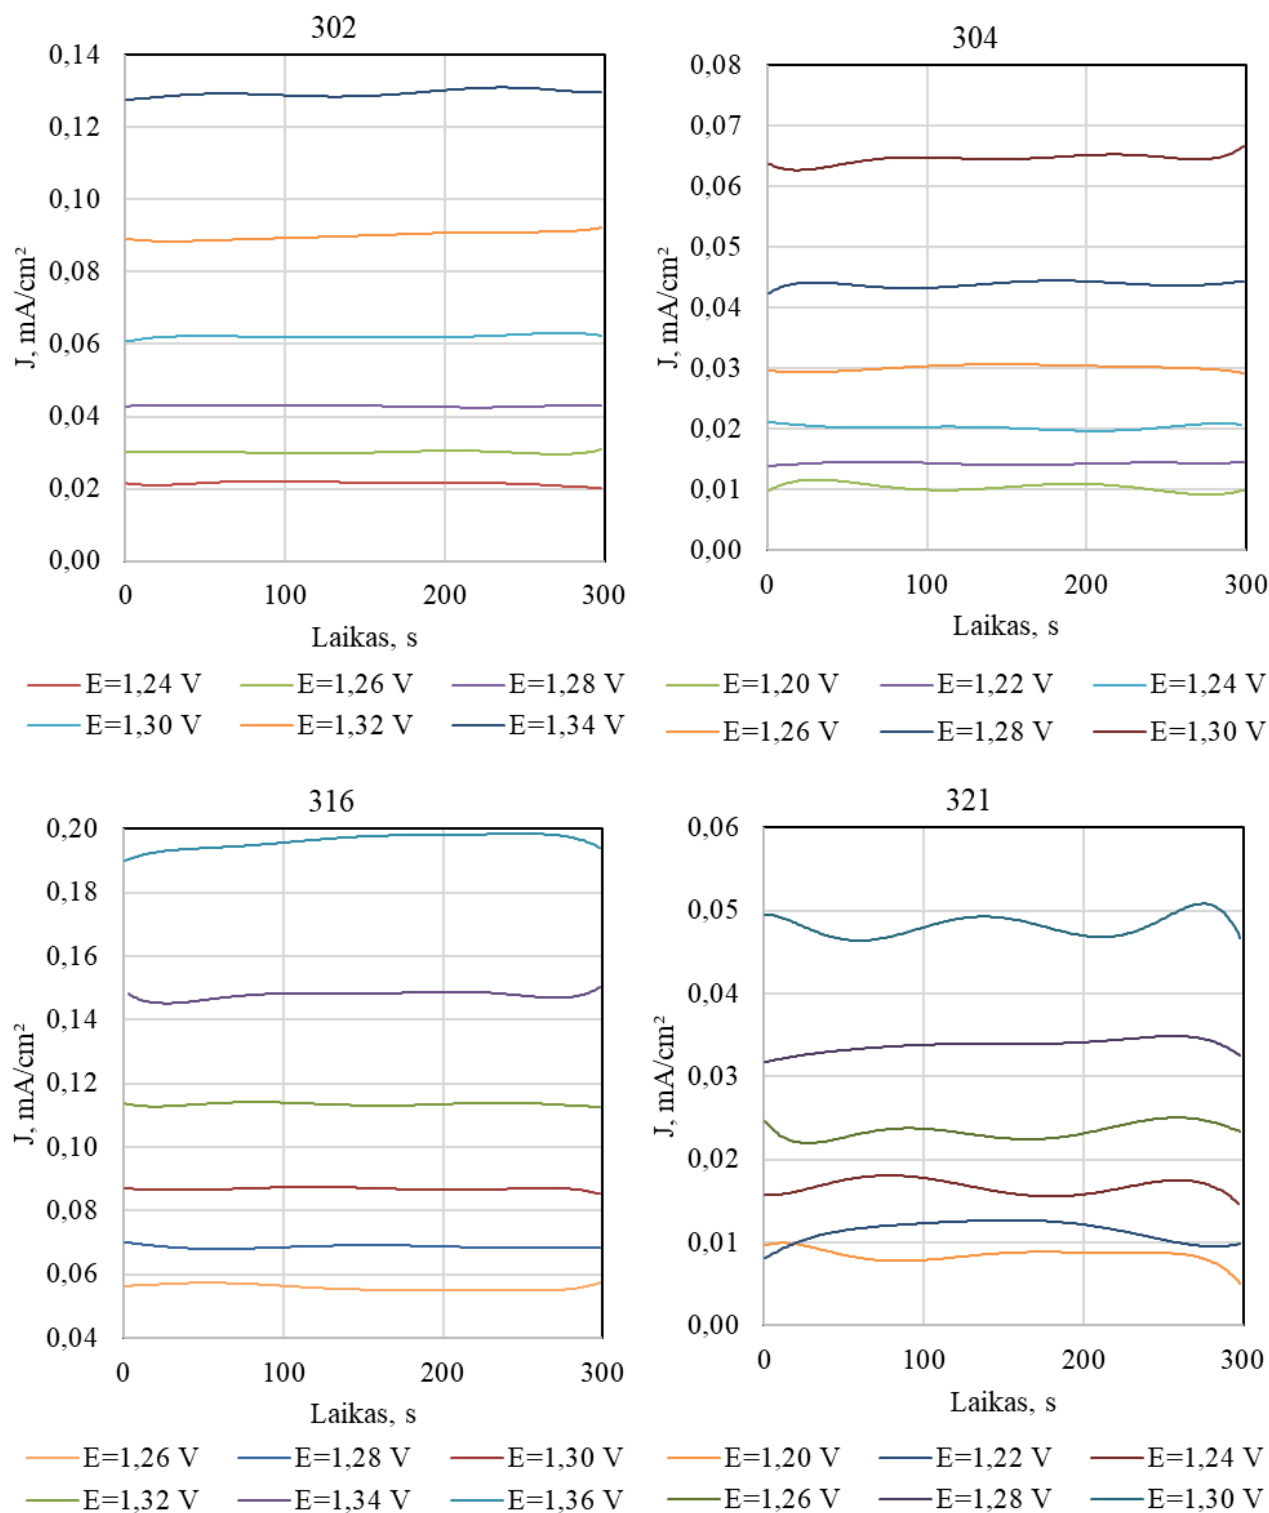 302
0,14
0,12
0,10
0,08
0,06
0,04
0,02
0,00
J, mA/cm²
0 100 200 300
Laikas, s
E=1,24 V E=1,26 V E=1,28 V
E=1,30 V E=1,32 V E=1,34 V
304
0,08
0,07
0,06
0,05
0,04
0,03
0,02
0,01
0,00
J, mA/cm²
0 100 200 300
Laikas, s
E=1,20 V E=1,22 V E=1,24 V
E=1,26 V E=1,28 V E=1,30 V
316
0,20
0,18
0,16
0,14
0,12
0,10
0,08
0,06
0,04
J, mA/cm²
0 100 200 300
Laikas, s
E=1,26 V E=1,28 V E=1,30 V
E=1,32 V E=1,34 V E=1,36 V
321
0,06
0,05
0,04
0,03
0,02
0,01
0,00
J, mA/cm²
0 100 200 300
Laikas, s
E=1,20 V E=1,22 V E=1,24 V
E=1,26 V E=1,28 V E=1,30 V